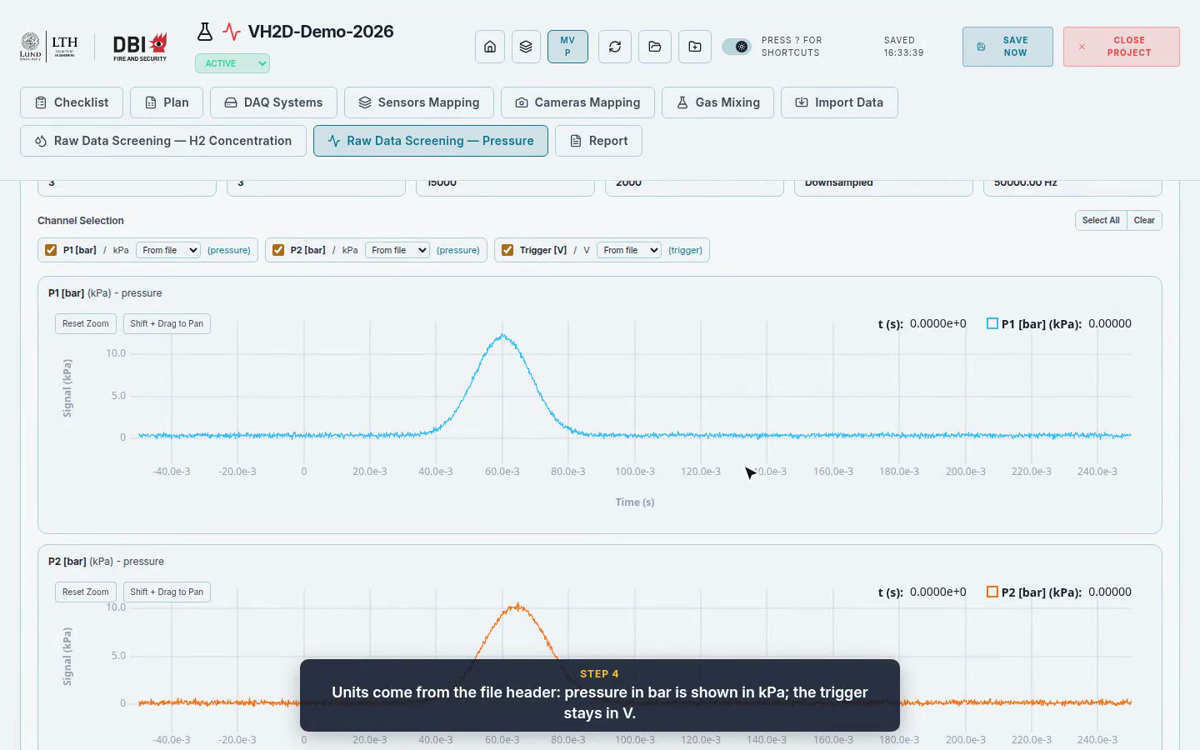 LUND
LTH
DBI
FIRE AND SECURITY
VH2D-Demo-2026
ACTIVE
MV
P
PRESS ? FOR
SHORTCUTS
SAVED
16:33:39
SAVE
NOW
CLOSE
PROJECT
Checklist
Plan
DAQ Systems
Sensors Mapping
Cameras Mapping
Gas Mixing
Import Data
Raw Data Screening — H2 Concentration
Raw Data Screening — Pressure
Report
3
3
15000
2000
Downsampled
50000.00 Hz
Channel Selection
Select All
Clear
P1 [bar] / kPa From file (pressure)
P2 [bar] / kPa From file (pressure)
Trigger [V] / V From file (trigger)
P1 [bar] (kPa) - pressure
Reset Zoom
Shift + Drag to Pan
t (s): 0.0000e+0 P1 [bar] (kPa): 0.00000
Signal (kPa)
10.0
5.0
0
-40.0e-3 -20.0e-3 0 20.0e-3 40.0e-3 60.0e-3 80.0e-3 100.0e-3 120.0e-3 0.0e-3 160.0e-3 180.0e-3 200.0e-3 220.0e-3 240.0e-3
Time (s)
P2 [bar] (kPa) - pressure
Reset Zoom
Shift + Drag to Pan
t (s): 0.0000e+0 P2 [bar] (kPa): 0.00000
Signal (kPa)
10.0
5.0
0
STEP 4
Units come from the file header: pressure in bar is shown in kPa; the trigger
stays in V.
-40.0e-3 -20.0e-3 0 20.0e-3 40.0e-3 60.0e-3 80.0e-3 100.0e-3 120.0e-3 140.0e-3 160.0e-3 180.0e-3 200.0e-3 220.0e-3 240.0e-3